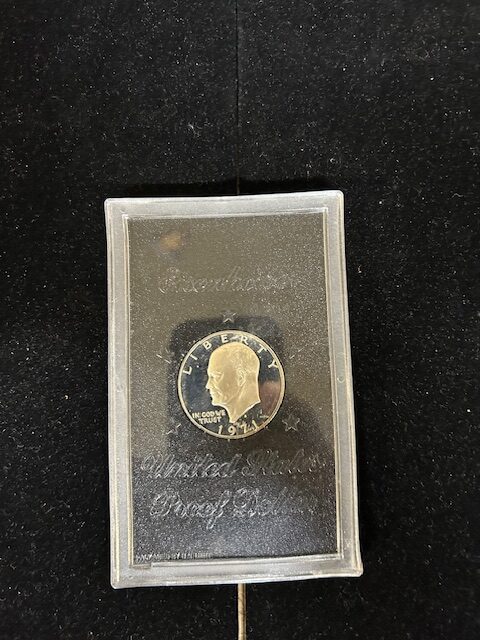 Eisenhower
LIBERTY
IN GOD WE
TRUST
1971
United States
Proof Dollar